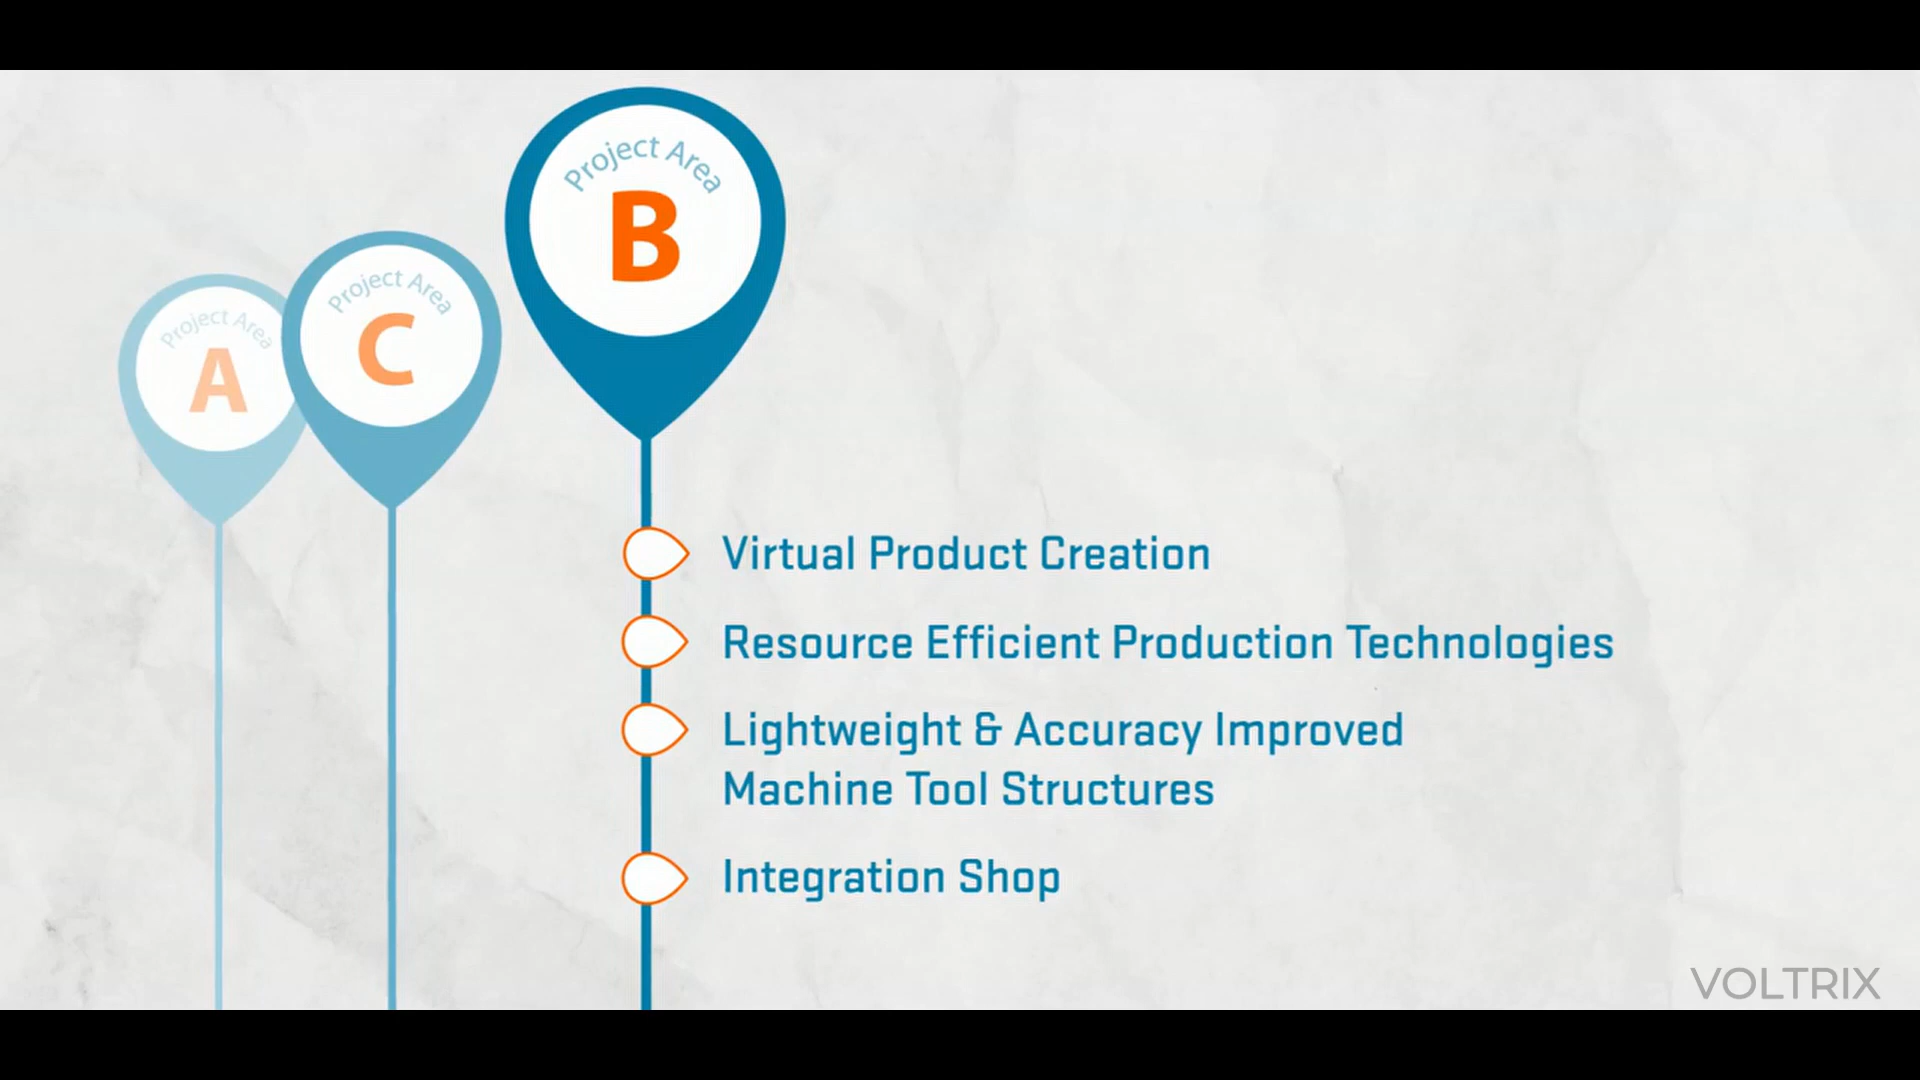 Project Area
A
Project Area
C
Project Area
B
Virtual Product Creation
Resource Efficient Production Technologies
Lightweight & Accuracy Improved
Machine Tool Structures
Integration Shop
VOLTRIX